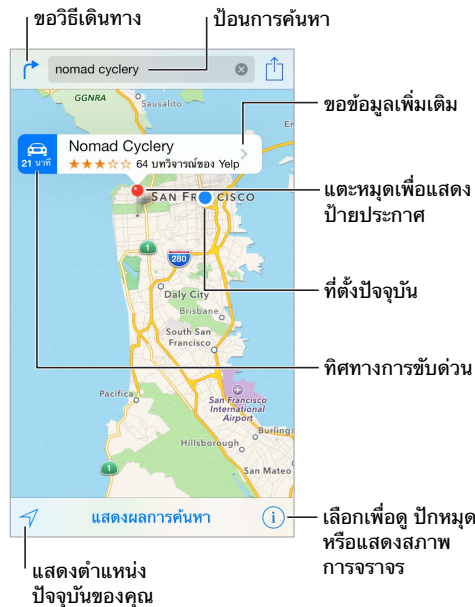 ขอวิธีเดินทาง
ป้อนการค้นหา
nomad cyclery
GGNRA
Sausalito
ขอข้อมูลเพิ่มเติม
Nomad Cyclery
21 นาที
64 บทวิจารณ์ของ Yelp
แตะหมุดเพื่อแสดง
ป้ายประกาศ
SAN FR CISCO
1
280
ที่ตั้งปัจจุบัน
Daly City
Brisbane
South San
Francisco
ทิศทางการขับด่วน
Pacifica
San Francisco
International
Airport
Burlinga
Hillsborough
1
San Mateo
แสดงผลการค้นหา
i
เลือกเพื่อดู ปักหมุด
หรือแสดงสภาพ
การจราจร
แสดงตำแหน่ง
ปัจจุบันของคุณ